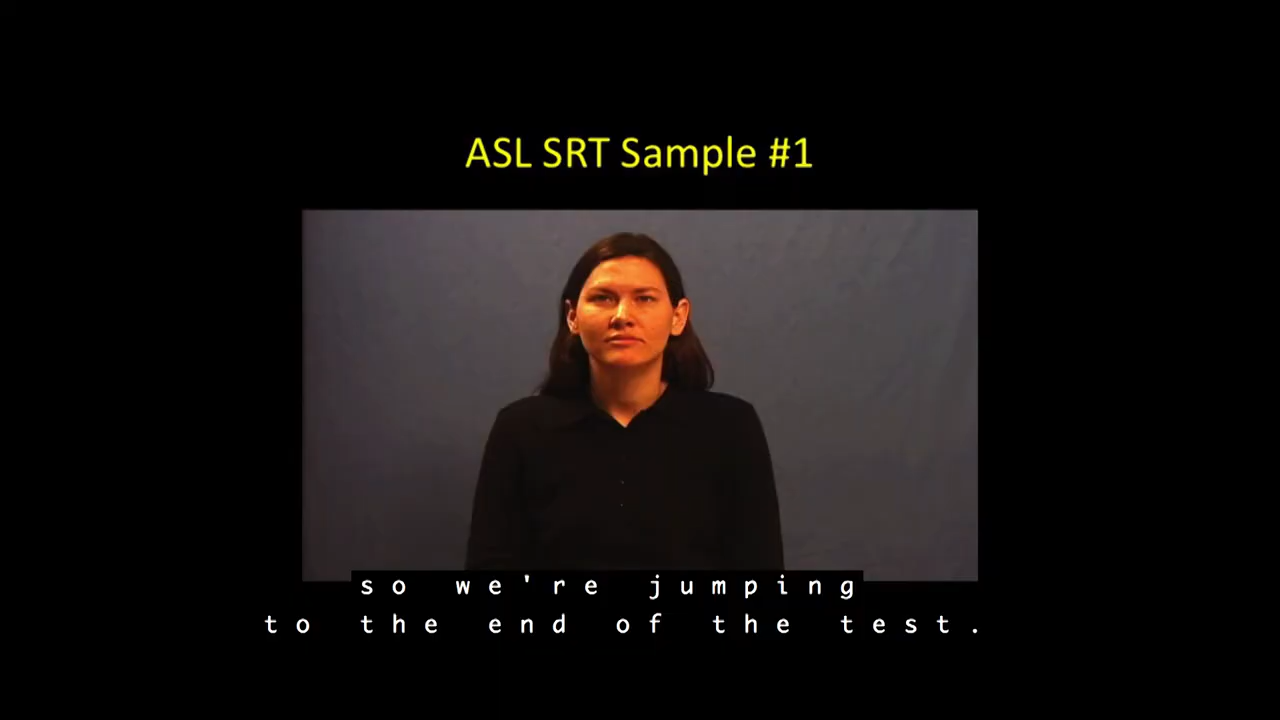 ASL SRT Sample #1
so we're jumping
to the end of the test.